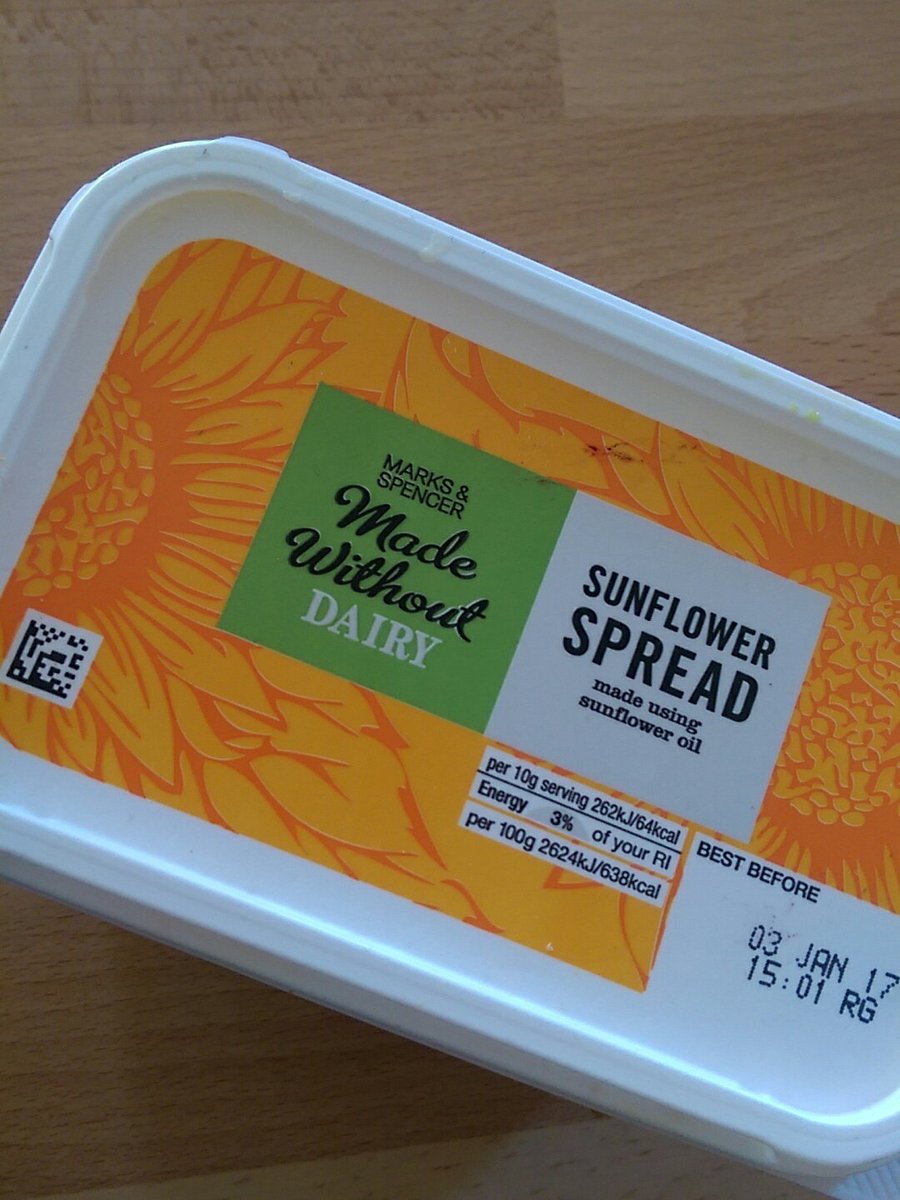 MARKS &
SPENCER
Made
Without
DAIRY
SUNFLOWER
SPREAD
made using
sunflower oil
per 10g serving 262kJ/64kcal
Energy 3% of your RI
per 100g 2624kJ/638kcal
BEST BEFORE
03 JAN 17
15:01 RG